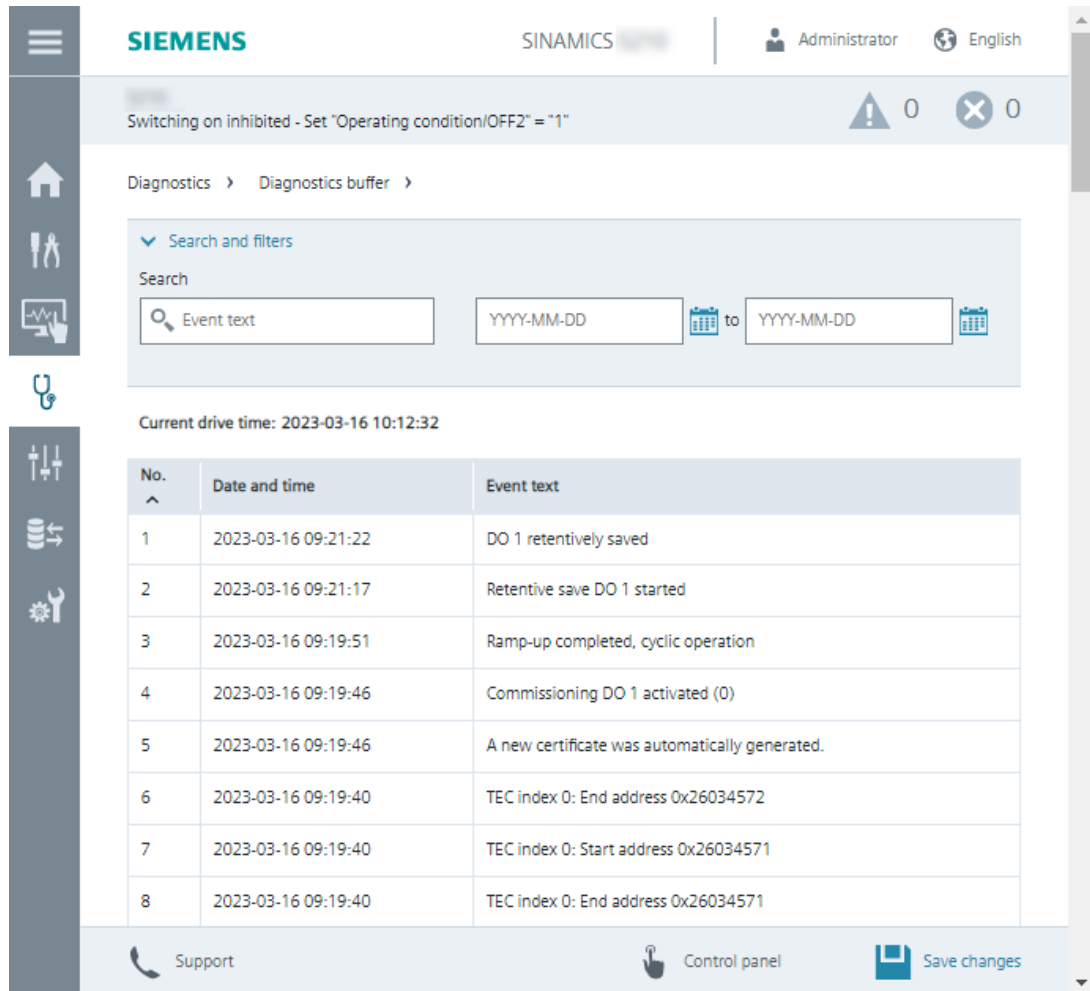 SIEMENS SINAMICS Administrator English
Switching on inhibited - Set "Operating condition/OFF2" = "1" 0 0
Diagnostics > Diagnostics buffer >
Search and filters
Search
Event text YYYY-MM-DD to YYYY-MM-DD
Current drive time: 2023-03-16 10:12:32
No. Date and time Event text
1 2023-03-16 09:21:22 DO 1 retentively saved
2 2023-03-16 09:21:17 Retentive save DO 1 started
3 2023-03-16 09:19:51 Ramp-up completed, cyclic operation
4 2023-03-16 09:19:46 Commissioning DO 1 activated (0)
5 2023-03-16 09:19:46 A new certificate was automatically generated.
6 2023-03-16 09:19:40 TEC index 0: End address 0x26034572
7 2023-03-16 09:19:40 TEC index 0: Start address 0x26034571
8 2023-03-16 09:19:40 TEC index 0: End address 0x26034571
Support Control panel Save changes